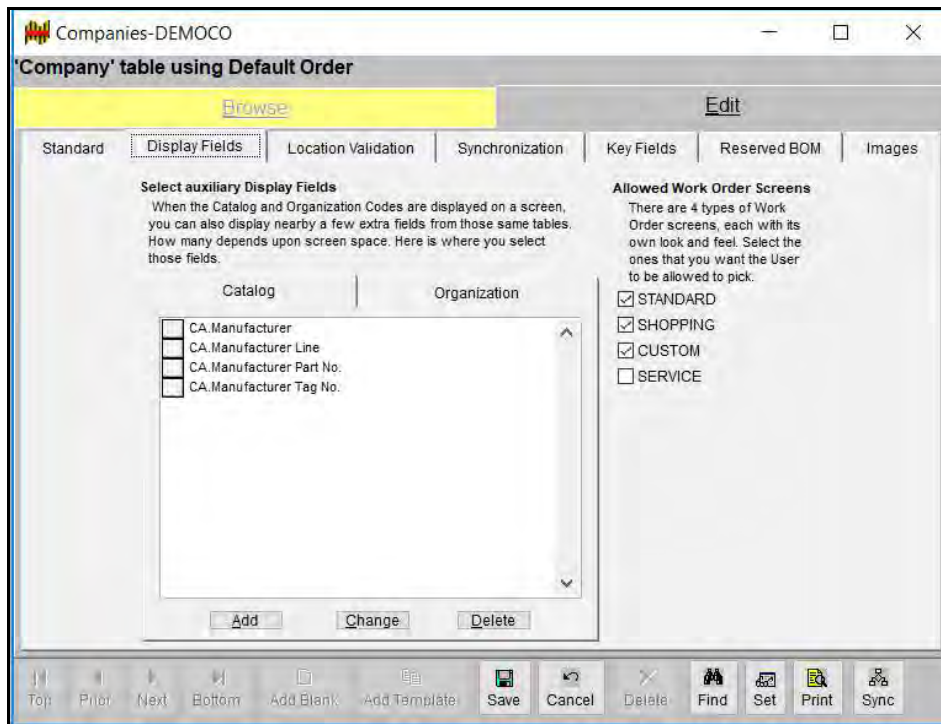 Companies-DEMOCO
'Company' table using Default Order
Browse
Edit
Standard
Display Fields
Location Validation
Synchronization
Key Fields
Reserved BOM
Images
Select auxiliary Display Fields
When the Catalog and Organization Codes are displayed on a screen,
you can also display nearby a few extra fields from those same tables.
How many depends upon screen space. Here is where you select
those fields.
Catalog
Organization
CA.Manufacturer
CA.Manufacturer Line
CA.Manufacturer Part No.
CA.Manufacturer Tag No.
Add
Change
Delete
Allowed Work Order Screens
There are 4 types of Work
Order screens, each with its
own look and feel. Select the
ones that you want the User
to be allowed to pick.
STANDARD
SHOPPING
CUSTOM
SERVICE
Top
Prior
Next
Bottom
Add Blank
Add Template
Save
Cancel
Delete
Find
Set
Print
Sync